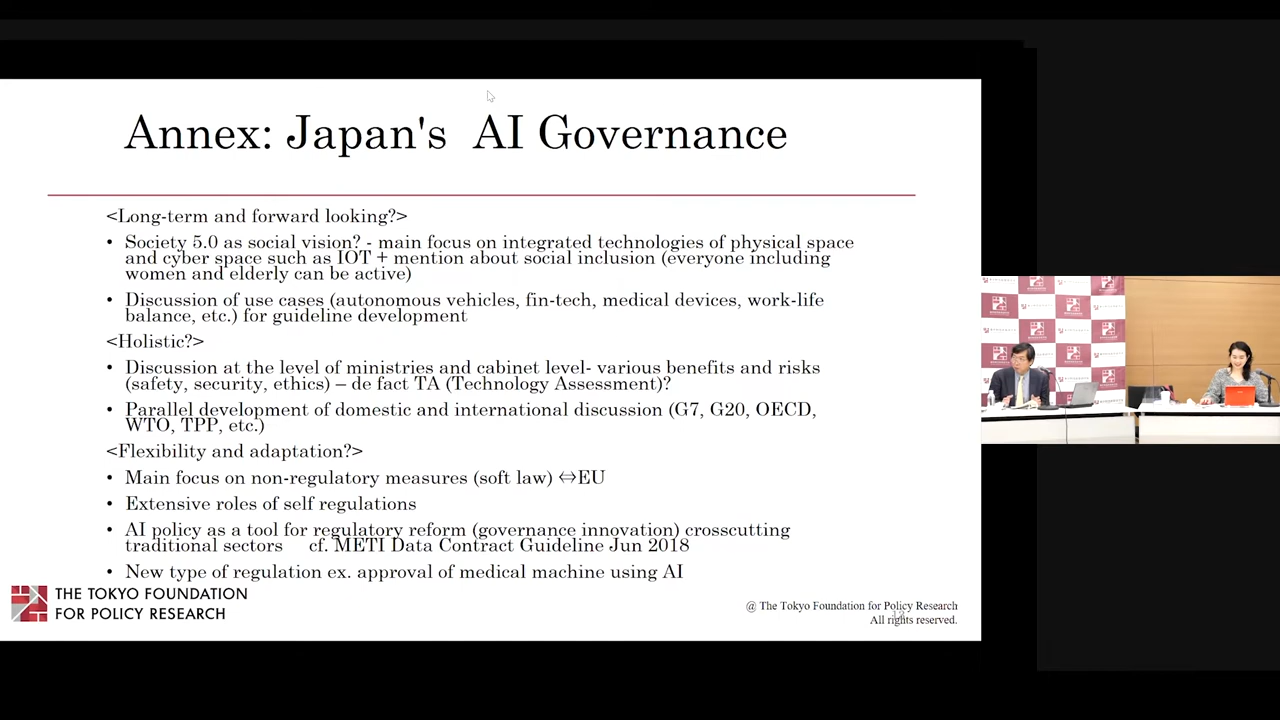 Annex: Japan's AI Governance
<Long-term and forward looking?>
• Society 5.0 as social vision? - main focus on integrated technologies of physical space
and cyber space such as IOT + mention about social inclusion (everyone including
women and elderly can be active)
• Discussion of use cases (autonomous vehicles, fin-tech, medical devices, work-life
balance, etc.) for guideline development
<Holistic?>
• Discussion at the level of ministries and cabinet level- various benefits and risks
(safety, security, ethics) – de fact TA (Technology Assessment)?
• Parallel development of domestic and international discussion (G7, G20, OECD,
WTO, TPP, etc.)
<Flexibility and adaptation?>
• Main focus on non-regulatory measures (soft law) ⇔EU
• Extensive roles of self regulations
• AI policy as a tool for regulatory reform (governance innovation) crosscutting
traditional sectors cf. METI Data Contract Guideline Jun 2018
• New type of regulation ex. approval of medical machine using AI
THE TOKYO FOUNDATION
FOR POLICY RESEARCH
@ The Tokyo Foundation for Policy Research
All rights reserved.